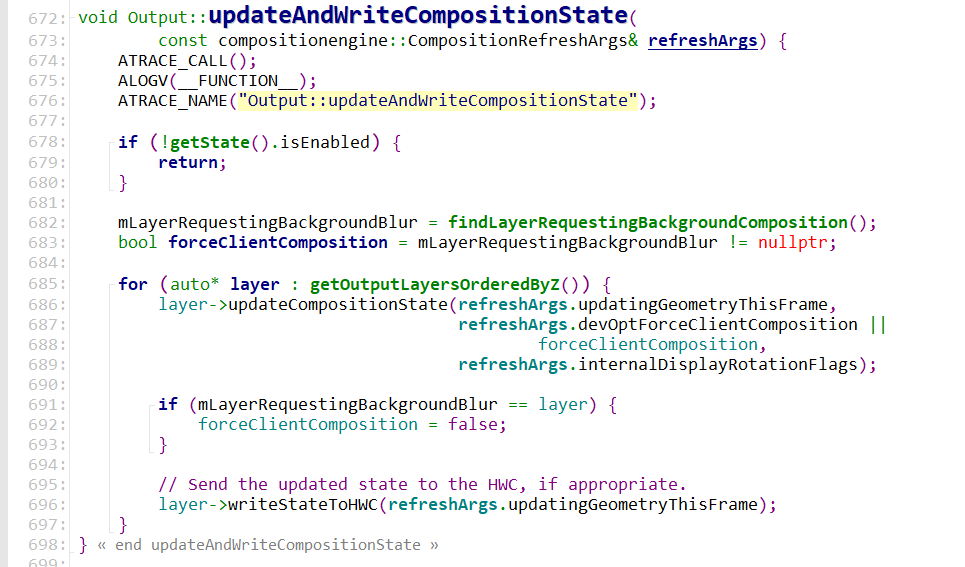 672: void Output::updateAndWriteCompositionState(
673:         const compositionengine::CompositionRefreshArgs& refreshArgs) {
674:     ATRACE_CALL();
675:     ALOGV(__FUNCTION__);
676:     ATRACE_NAME("Output::updateAndWriteCompositionState");
677:
678:     if (!getState().isEnabled) {
679:         return;
680:     }
681:
682:     mLayerRequestingBackgroundBlur = findLayerRequestingBackgroundComposition();
683:     bool forceClientComposition = mLayerRequestingBackgroundBlur != nullptr;
684:
685:     for (auto* layer : getOutputLayersOrderedByZ()) {
686:         layer->updateCompositionState(refreshArgs.updatingGeometryThisFrame,
687:                                       refreshArgs.devOptForceClientComposition ||
688:                                               forceClientComposition,
689:                                       refreshArgs.internalDisplayRotationFlags);
690:
691:         if (mLayerRequestingBackgroundBlur == layer) {
692:             forceClientComposition = false;
693:         }
694:
695:         // Send the updated state to the HWC, if appropriate.
696:         layer->writeStateToHWC(refreshArgs.updatingGeometryThisFrame);
697:     }
698: } « end updateAndWriteCompositionState »
699: